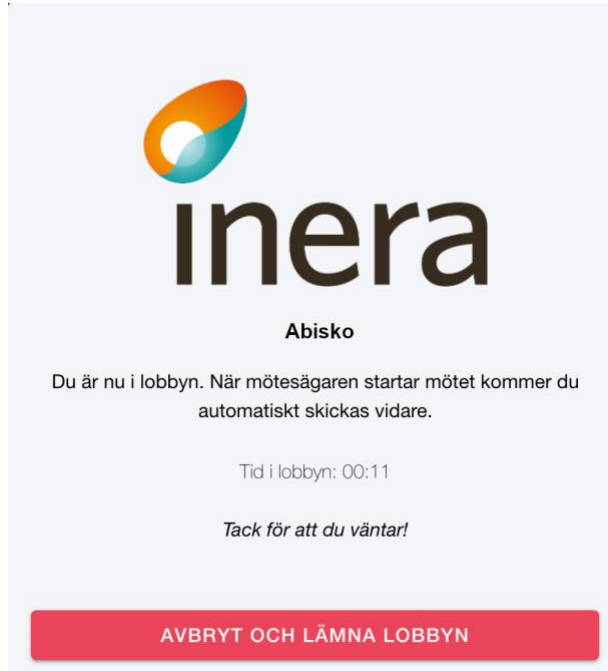 inera
Abisko
Du är nu i lobbyn. När mötesägaren startar mötet kommer du
automatiskt skickas vidare.
Tid i lobbyn: 00:11
Tack för att du väntar!
AVBRYT OCH LÄMNA LOBBYN